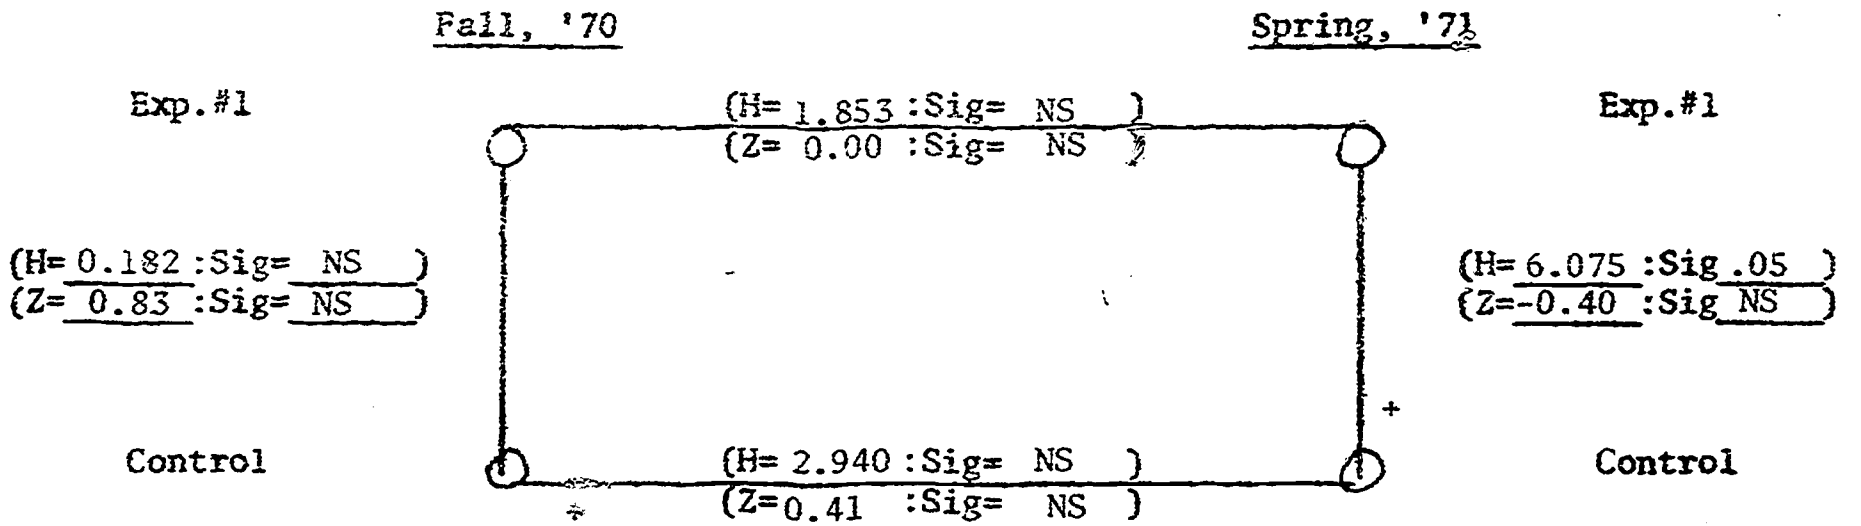 Fall, '70 Spring, '71
Exp.#1 (H= 1.853 :Sig= NS ) Exp.#1
(Z= 0.00 :Sig= NS )
(H= 0.182 :Sig= NS ) (H= 6.075 :Sig .05 )
(Z= 0.83 :Sig= NS ) (Z=-0.40 :Sig NS )
+
Control (H= 2.940 :Sig= NS ) Control
(Z= 0.41 :Sig= NS )
+